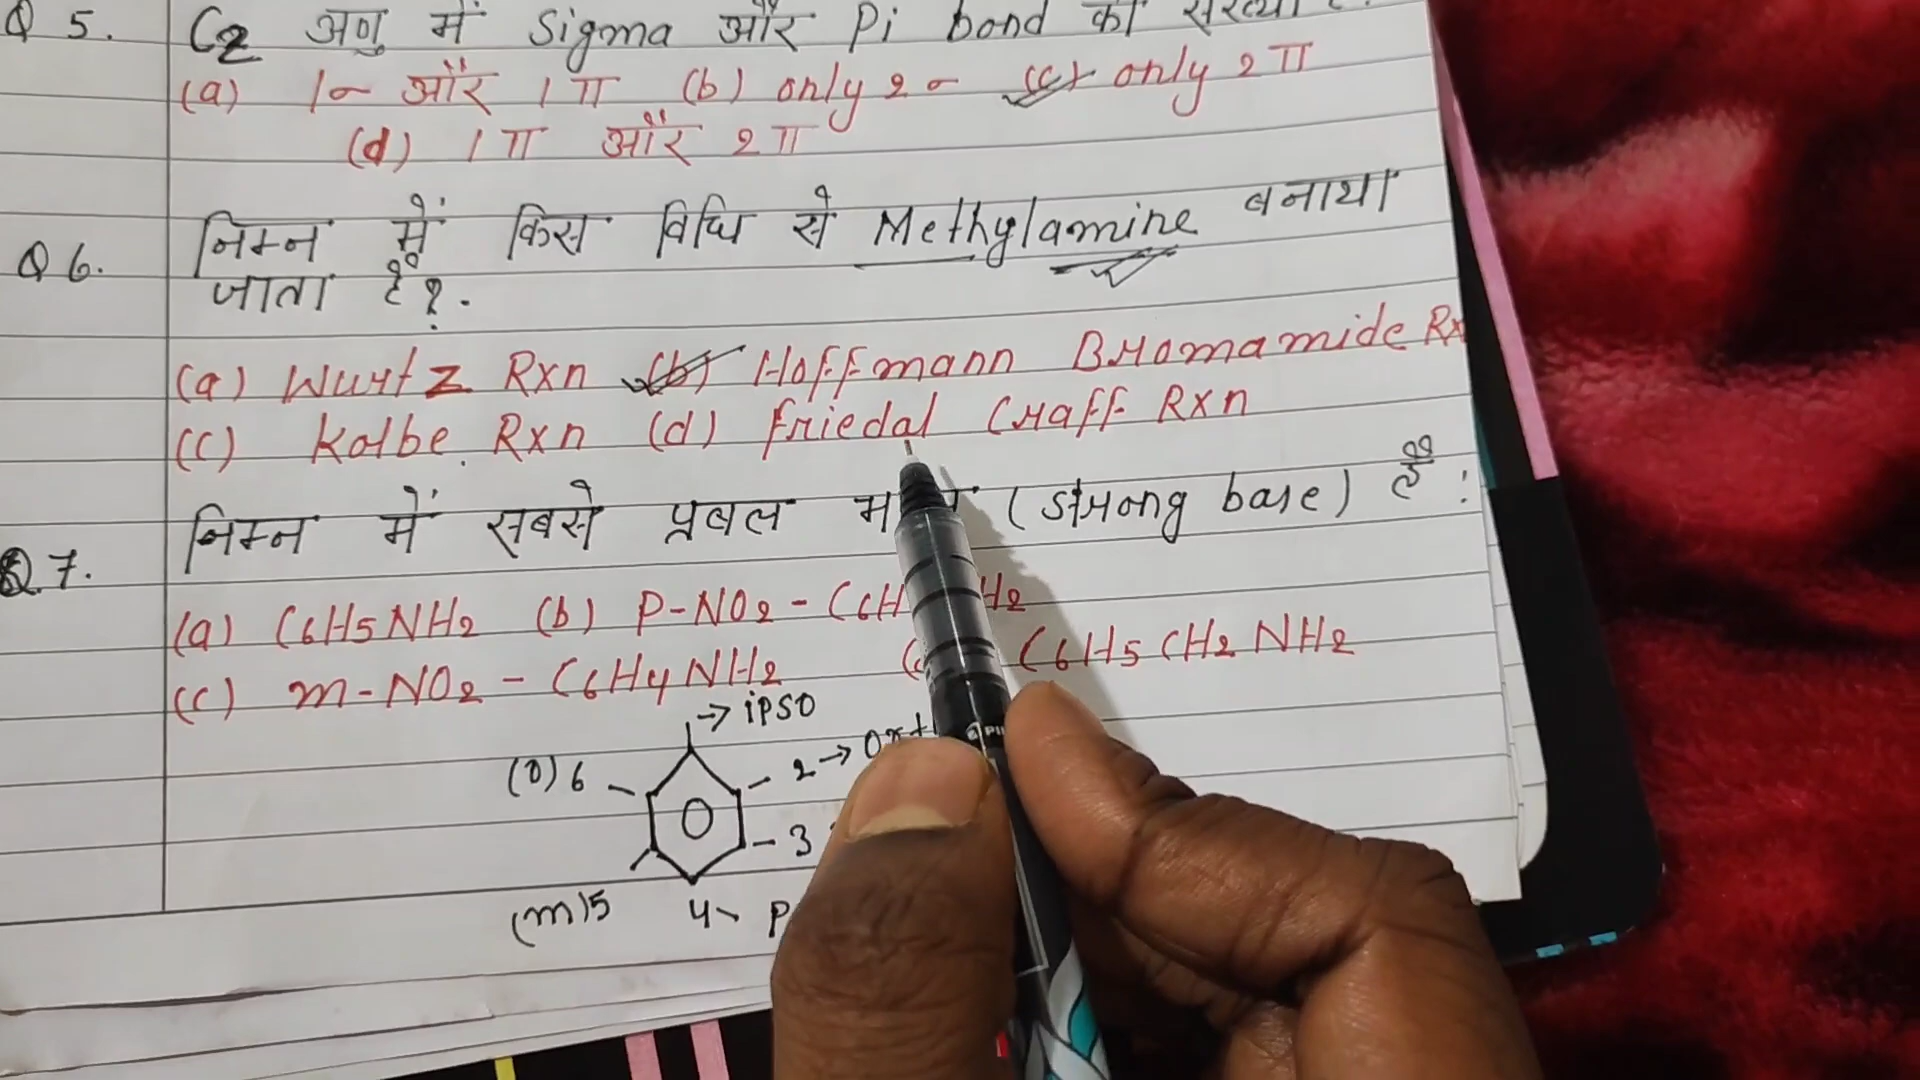 Q 5. C2 अणु में Sigma और Pi bond की संख्या
(a) 1σ और 1π (b) only 2σ (c) only 2π
(d) 1π और 2π
Q 6. निम्न में किस विधि से Methylamine बनाया
जाता है?.
(a) Wurtz Rxn (b) Hoffmann Bromamide Rx
(c) Kolbe Rxn (d) friedal Craff Rxn
Q 7. निम्न में सबसे प्रबल (strong base) है :
(a) C6H5NH2 (b) P-NO2-C6H
(c) m-NO2-C6H4NH2 C6H5CH2NH2
→ ipso
(o) 6 2 →
3
(m) 5 4